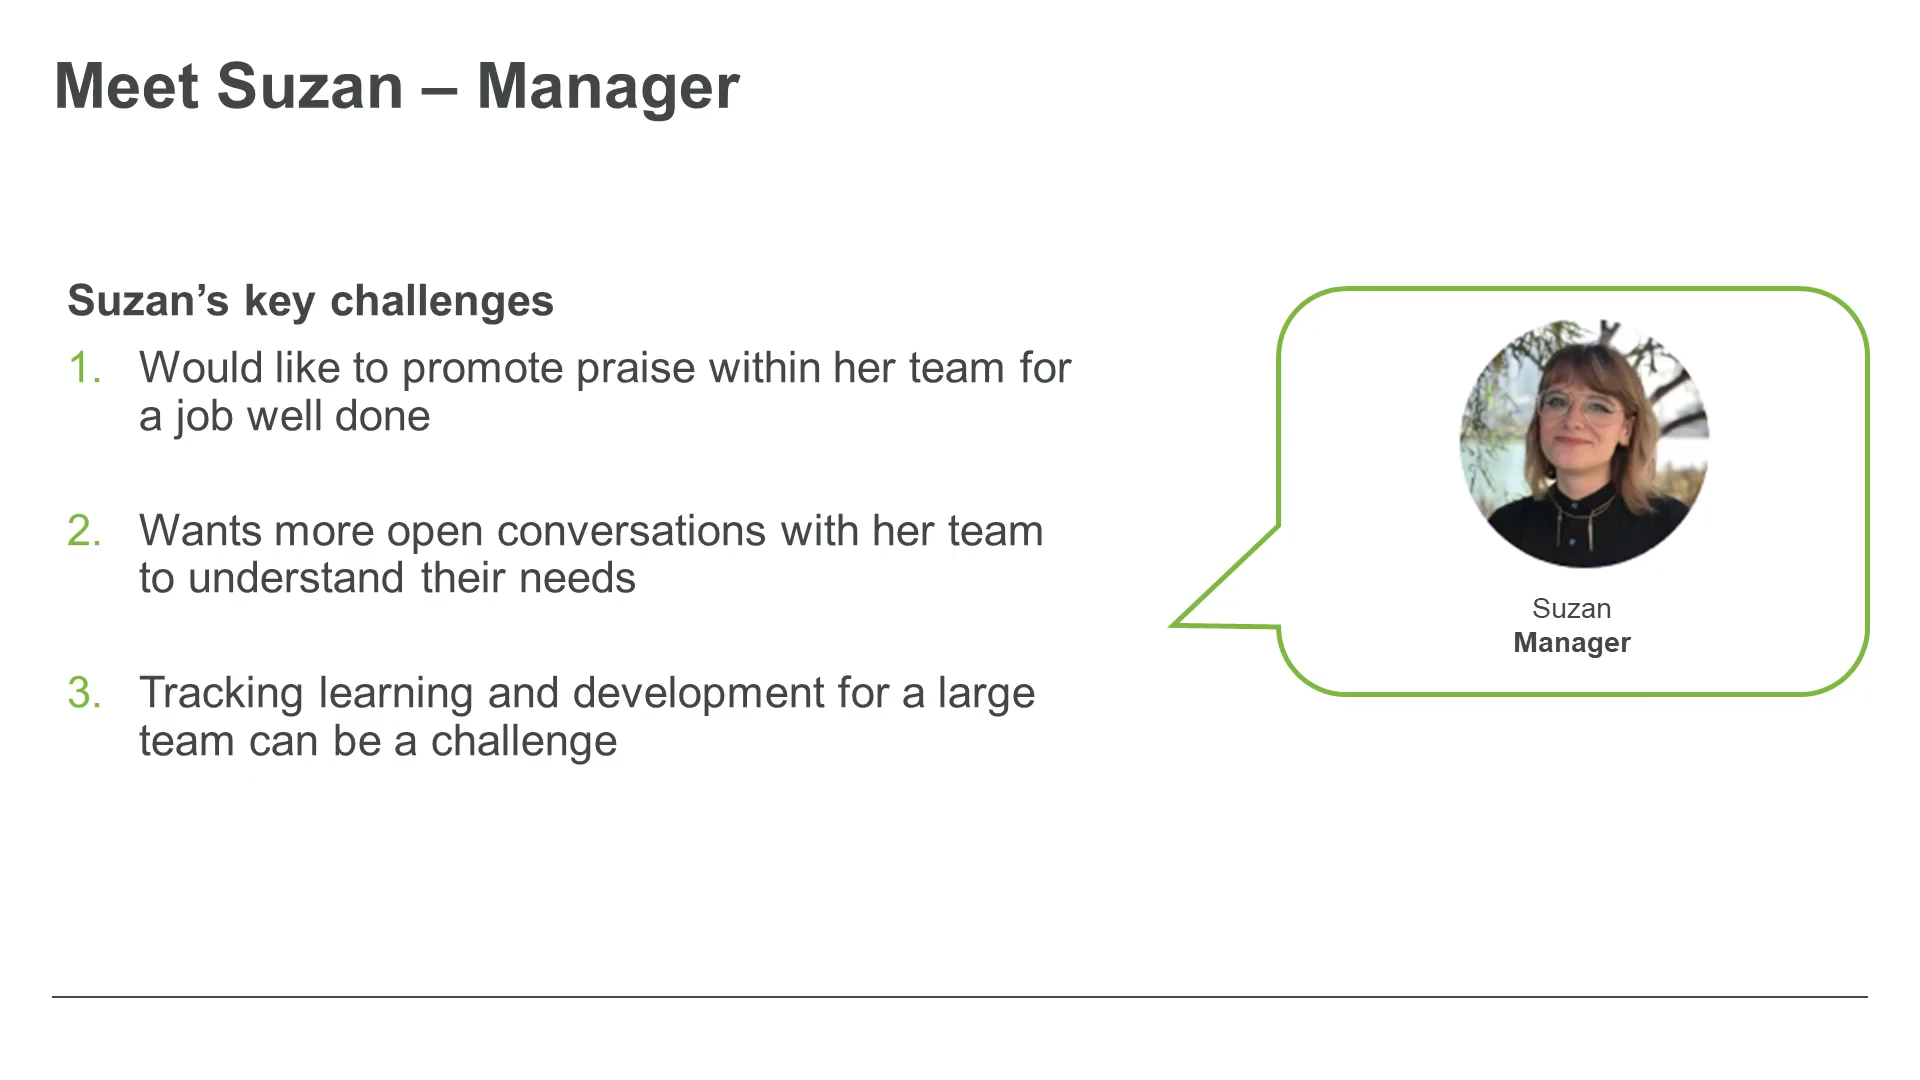 Meet Suzan – Manager
Suzan’s key challenges
1. Would like to promote praise within her team for
a job well done
2. Wants more open conversations with her team
to understand their needs
3. Tracking learning and development for a large
team can be a challenge
Suzan
Manager